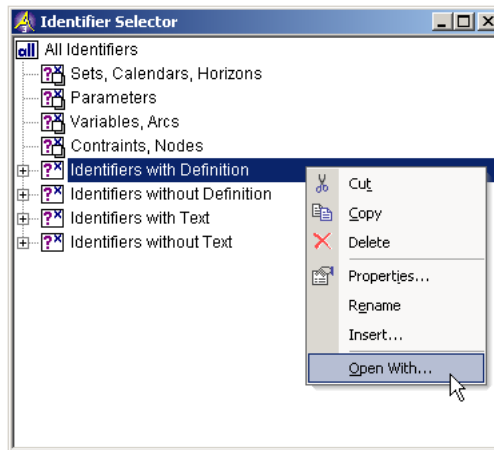 Identifier Selector
all All Identifiers
Sets, Calendars, Horizons
Parameters
Variables, Arcs
Contraints, Nodes
Identifiers with Definition
Identifiers without Definition
Identifiers with Text
Identifiers without Text
Cut
Copy
Delete
Properties...
Rename
Insert...
Open With...